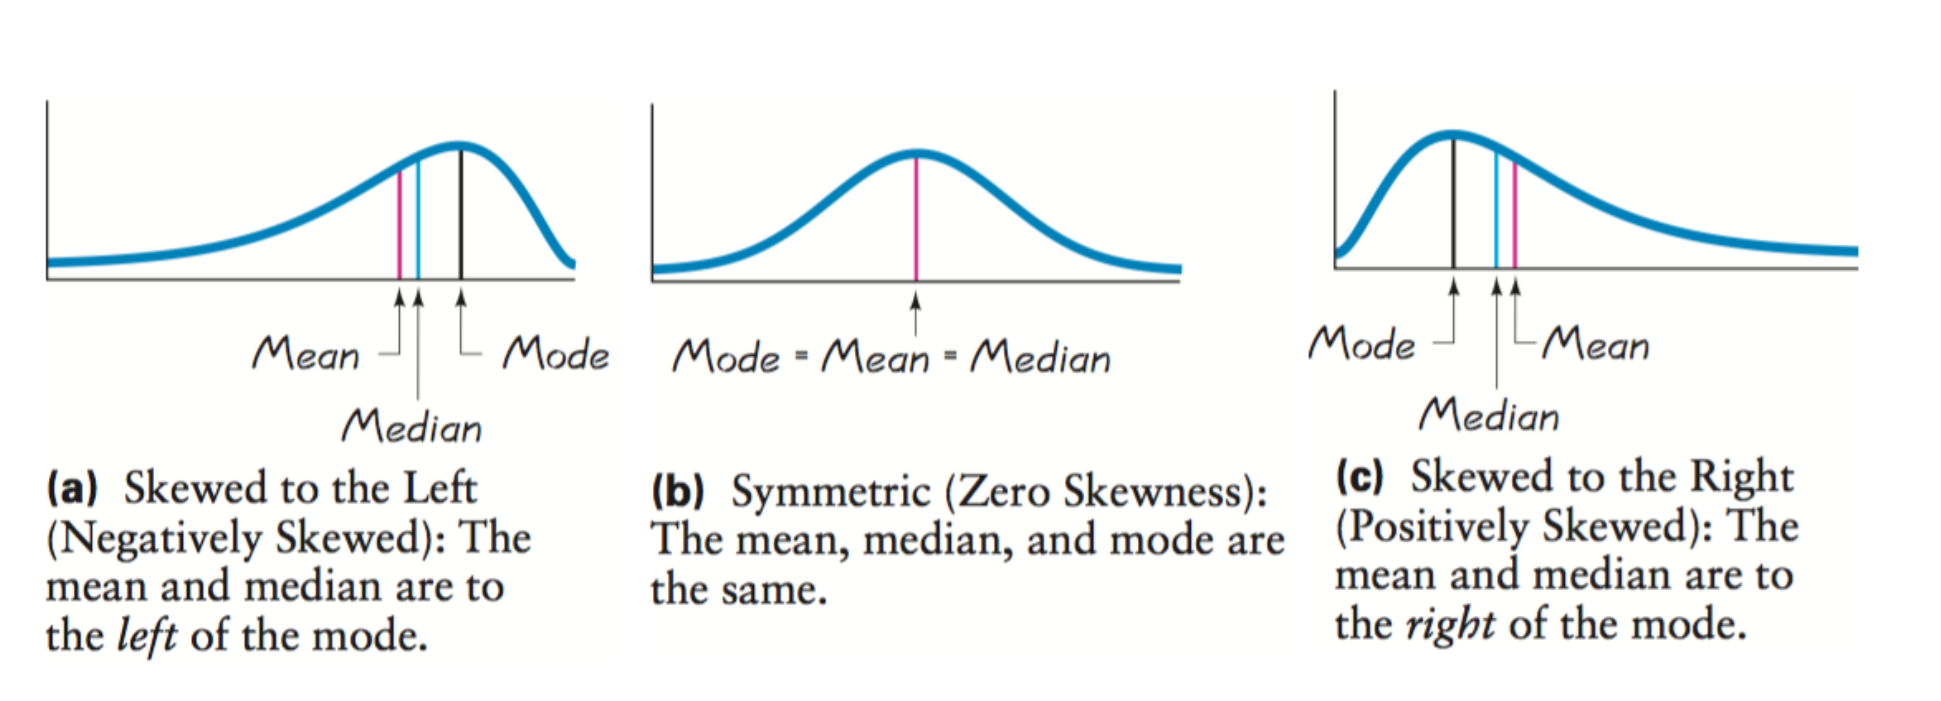 Mean
Mode
Median
(a) Skewed to the Left
(Negatively Skewed): The
mean and median are to
the left of the mode.
Mode = Mean = Median
(b) Symmetric (Zero Skewness):
The mean, median, and mode are
the same.
Mode
Mean
Median
(c) Skewed to the Right
(Positively Skewed): The
mean and median are to
the right of the mode.